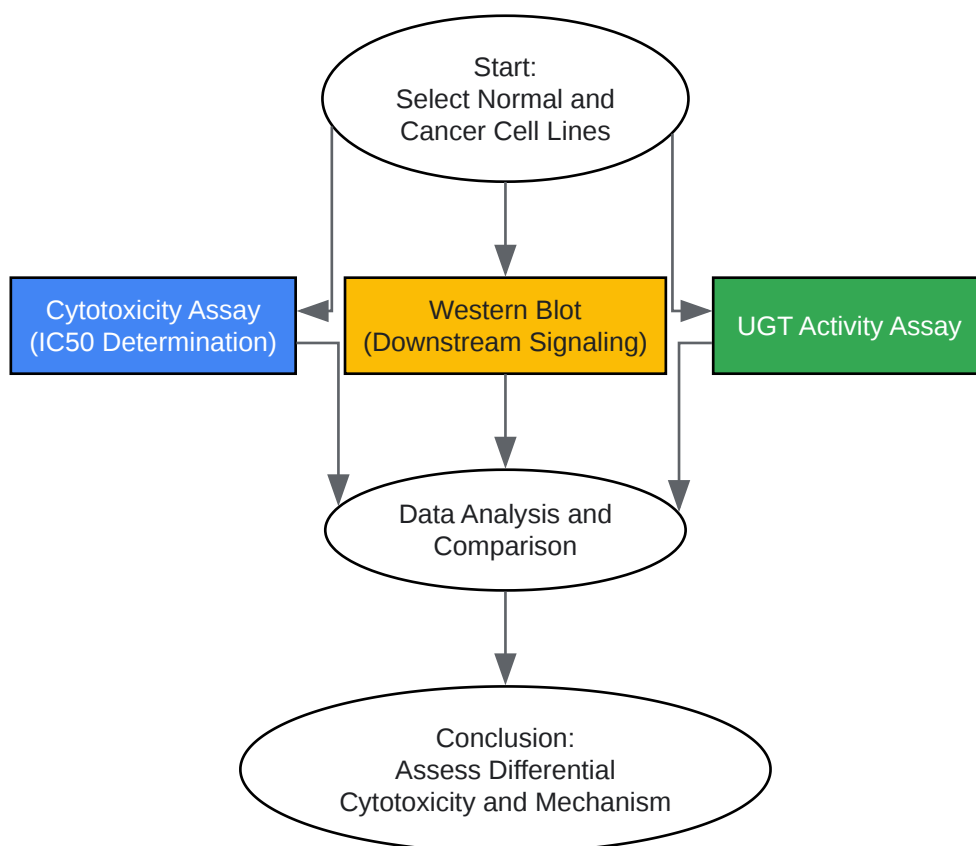 Start:
Select Normal and
Cancer Cell Lines
Cytotoxicity Assay
(IC50 Determination)
Western Blot
(Downstream Signaling)
UGT Activity Assay
Data Analysis and
Comparison
Conclusion:
Assess Differential
Cytotoxicity and Mechanism